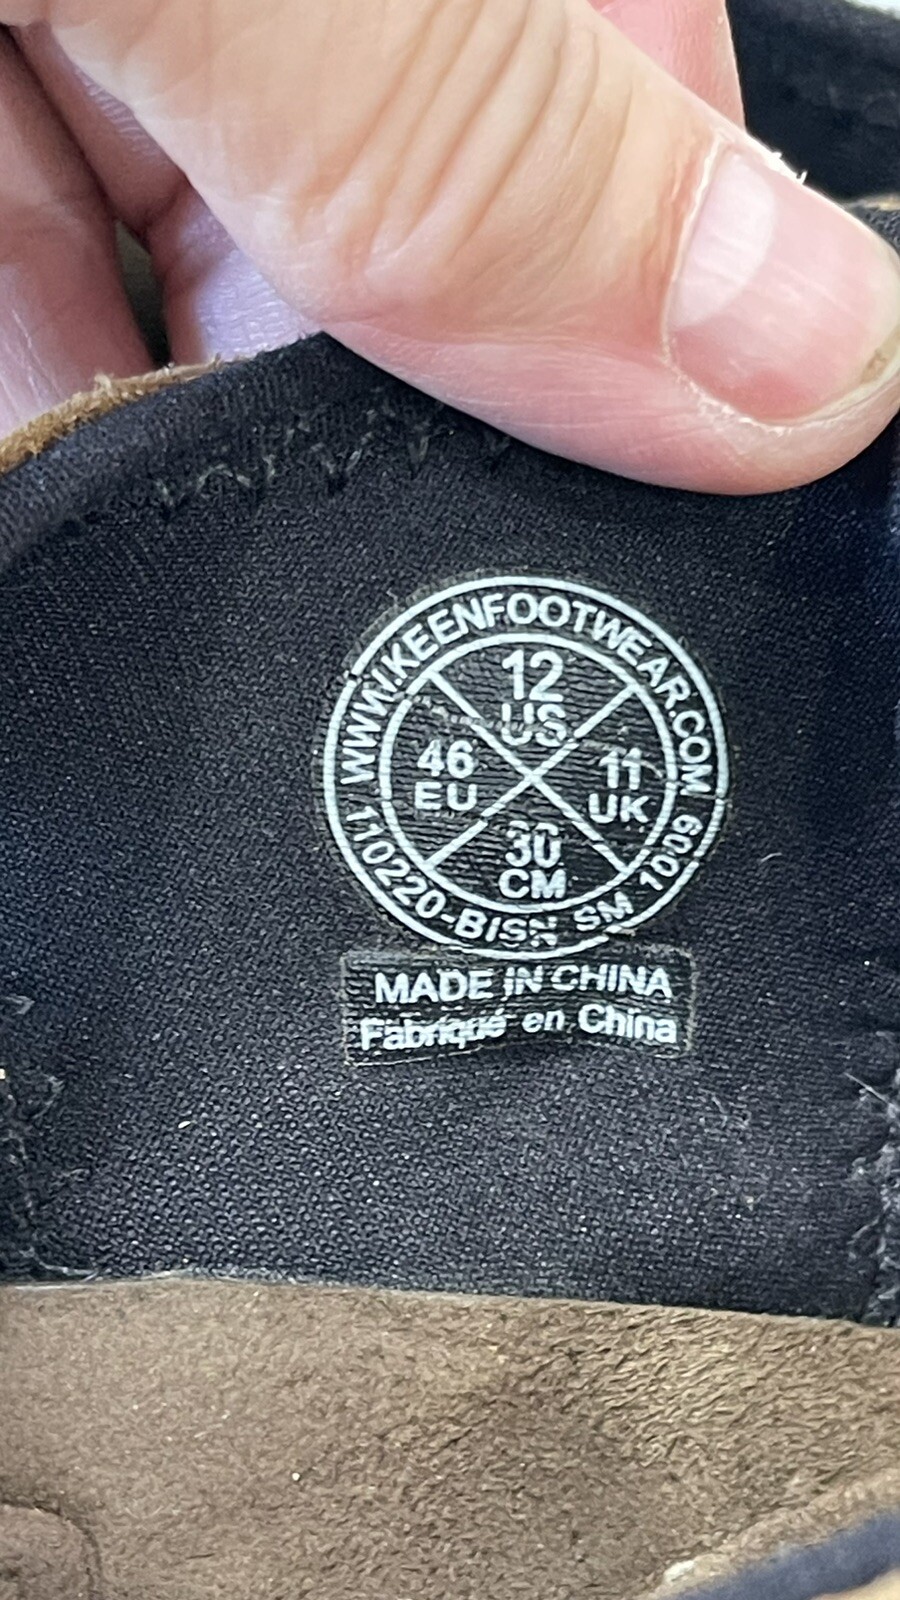 WWW.KEENFOOTWEAR.COM
12
US
46
EU
11
UK
30
CM
110220-BISN SM 1009
MADE IN CHINA
Fabriqué en China